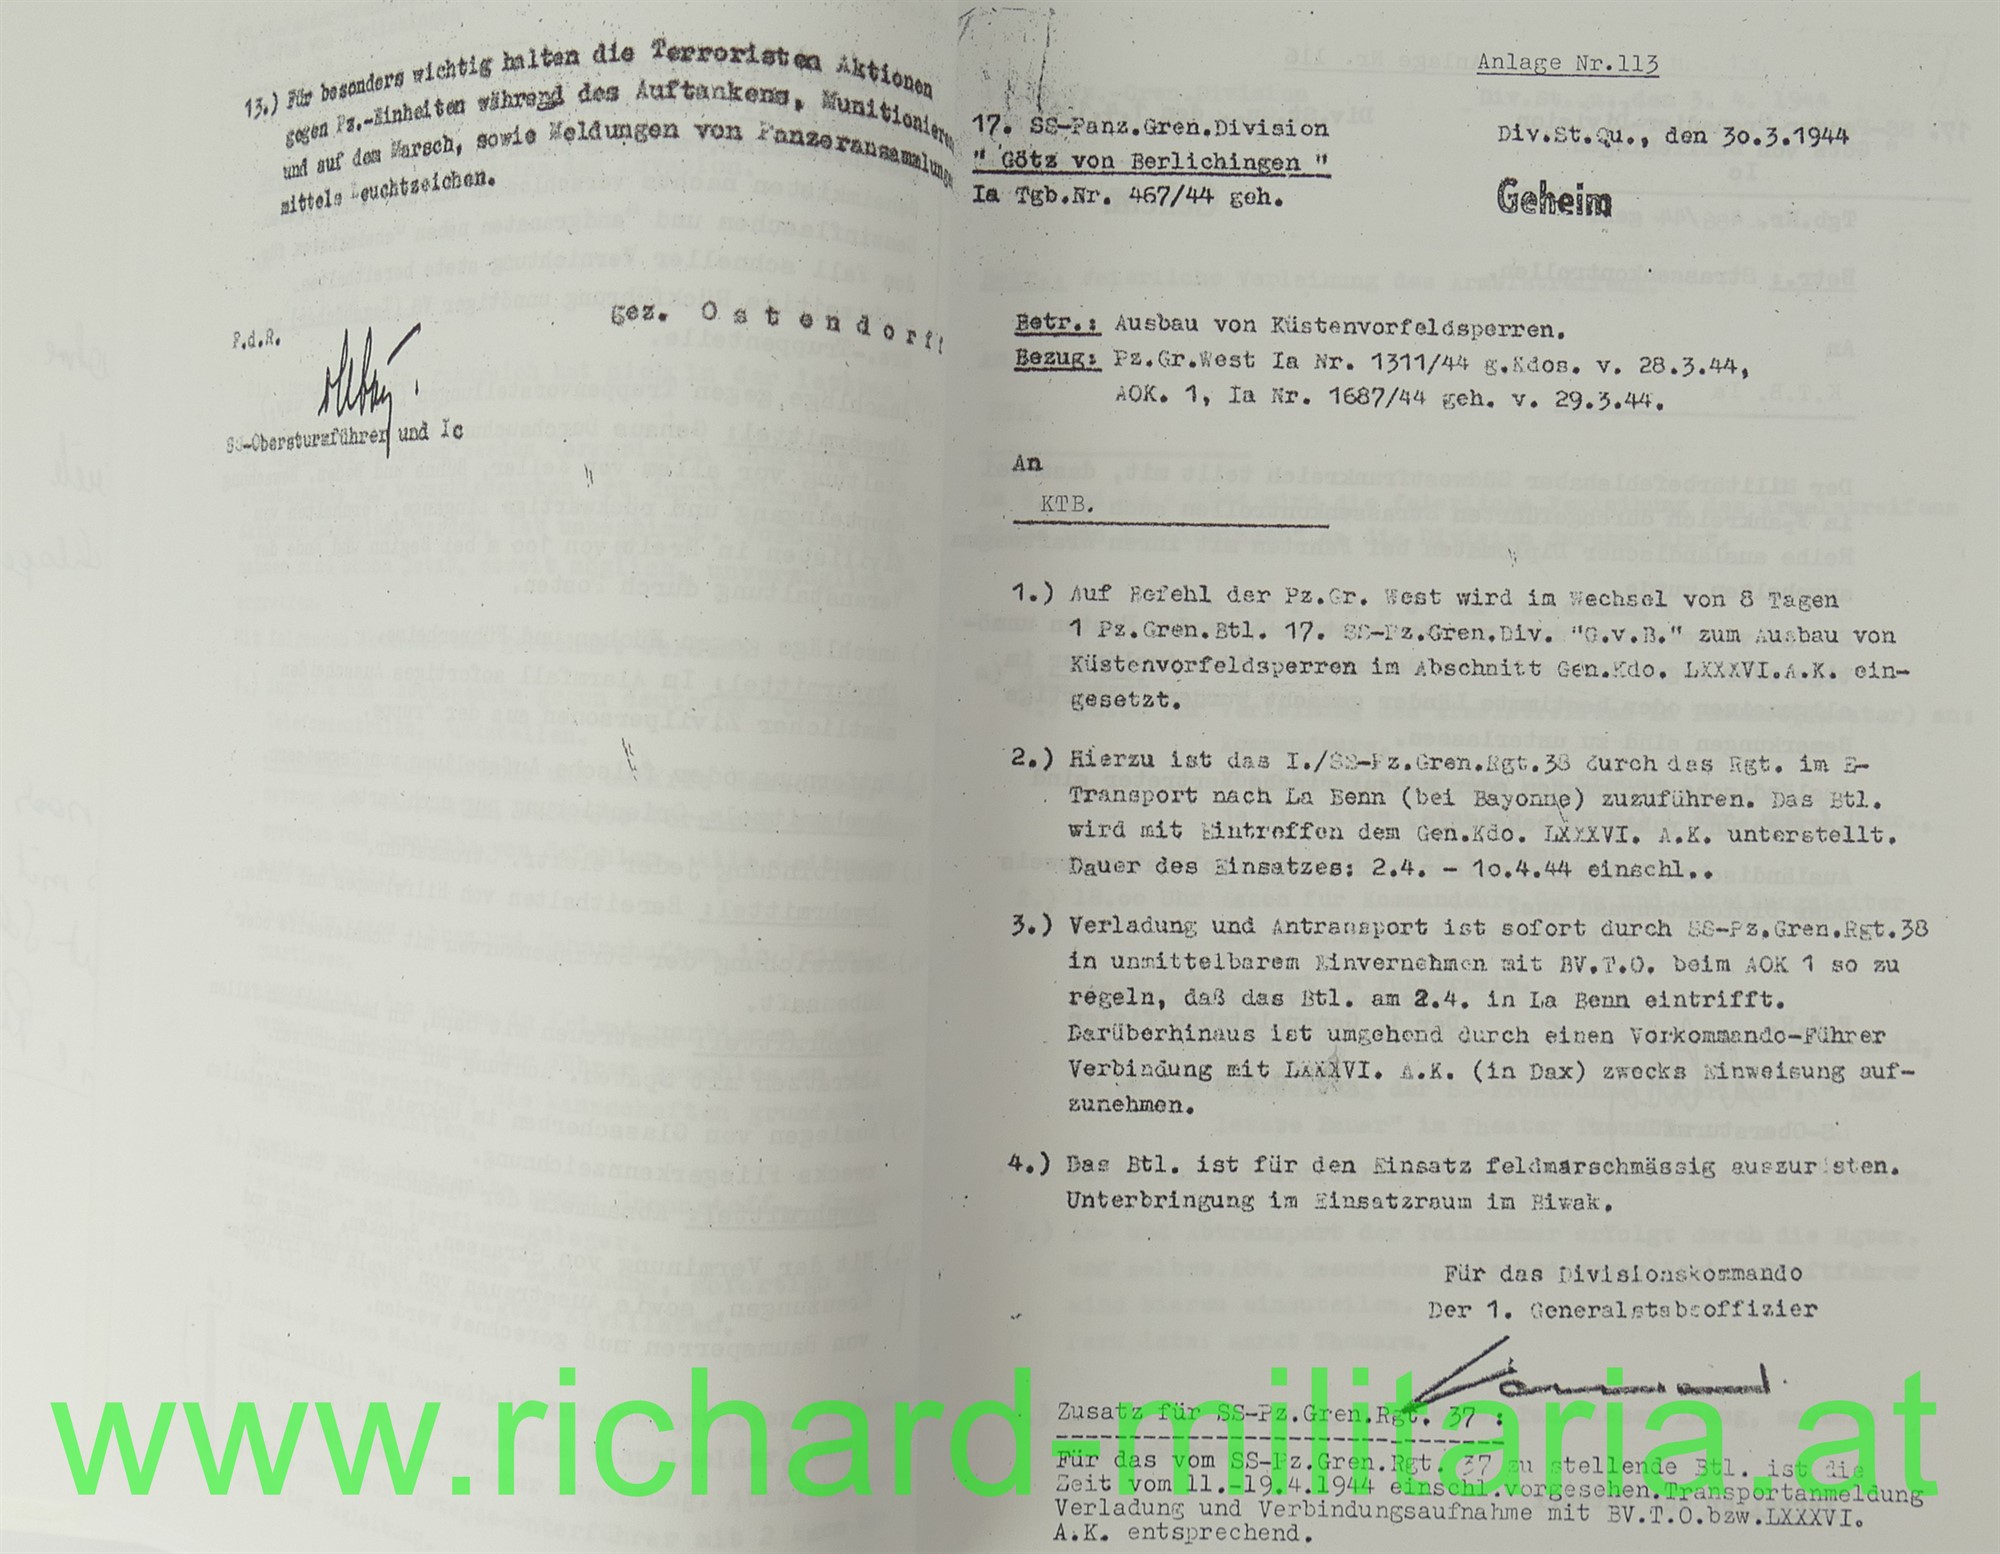 13.) Für besonders wichtig halten die Terroristen Aktionen
gegen Pz.-Einheiten während des Auftankens, Munitionieren
und auf dem Marsch, sowie Meldungen von Panzeransammlunge
mittels Leuchtzeichen.
gez. Ostendorff
F.d.R.
SS-Obersturmführer und Ic
Anlage Nr.113
17. SS-Panz.Gren.Division
Div.St.Qu., den 3o.3.1944
" Götz von Berlichingen "
Ia Tgb.Nr. 467/44 geh.
Geheim
Betr.: Ausbau von Küstenvorfeldsperren.
Bezug: Pz.Gr.West Ia Nr. 1311/44 g.Kdos. v. 28.3.44,
AOK. 1, Ia Nr. 1687/44 geh. v. 29.3.44.
An
KTB.
1.) Auf Befehl der Pz.Gr. West wird im Wechsel von 8 Tagen
1 Pz.Gren.Btl. 17. SS-Pz.Gren.Div. "G.v.B." zum Ausbau von
Küstenvorfeldsperren im Abschnitt Gen.Kdo. LXXXVI.A.K. ein-
gesetzt.
2.) Hierzu ist das I./SS-Pz.Gren.Rgt.38 durch das Rgt. im E-
Transport nach La Benn (bei Bayonne) zuzuführen. Das Btl.
wird mit Eintreffen dem Gen.Kdo. LXXXVI. A.K. unterstellt.
Dauer des Einsatzes: 2.4. - 1o.4.44 einschl..
3.) Verladung und Antransport ist sofort durch SS-Pz.Gren.Rgt.38
in unmittelbarem Einvernehmen mit BV.T.O. beim AOK 1 so zu
regeln, daß das Btl. am 2.4. in La Benn eintrifft.
Darüberhinaus ist umgehend durch einen Vorkommando-Führer
Verbindung mit LXXXVI. A.K. (in Dax) zwecks Einweisung auf-
zunehmen.
4.) Das Btl. ist für den Einsatz feldmarschmässig auszurüsten.
Unterbringung im Einsatzraum im Biwak.
Für das Divisionskommando
Der 1. Generalstabsoffizier
Zusatz für SS-Pz.Gren.Rgt. 37 :
Für das vom SS-Pz.Gren.Rgt. 37 zu stellende Btl. ist die
Zeit vom 11.-19.4.1944 einschl.vorgesehen.Transportanmeldung
Verladung und Verbindungsaufnahme mit BV.T.O.bzw.LXXXVI.
A.K. entsprechend.
www.richard-militaria.at